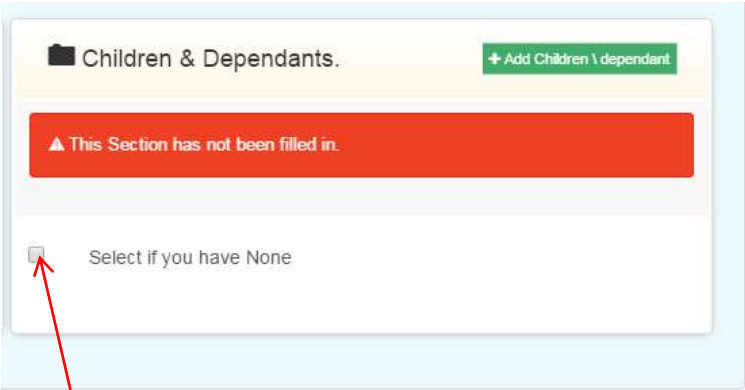 Children & Dependants.
+ Add Children \ dependant
This Section has not been filled in.
Select if you have None